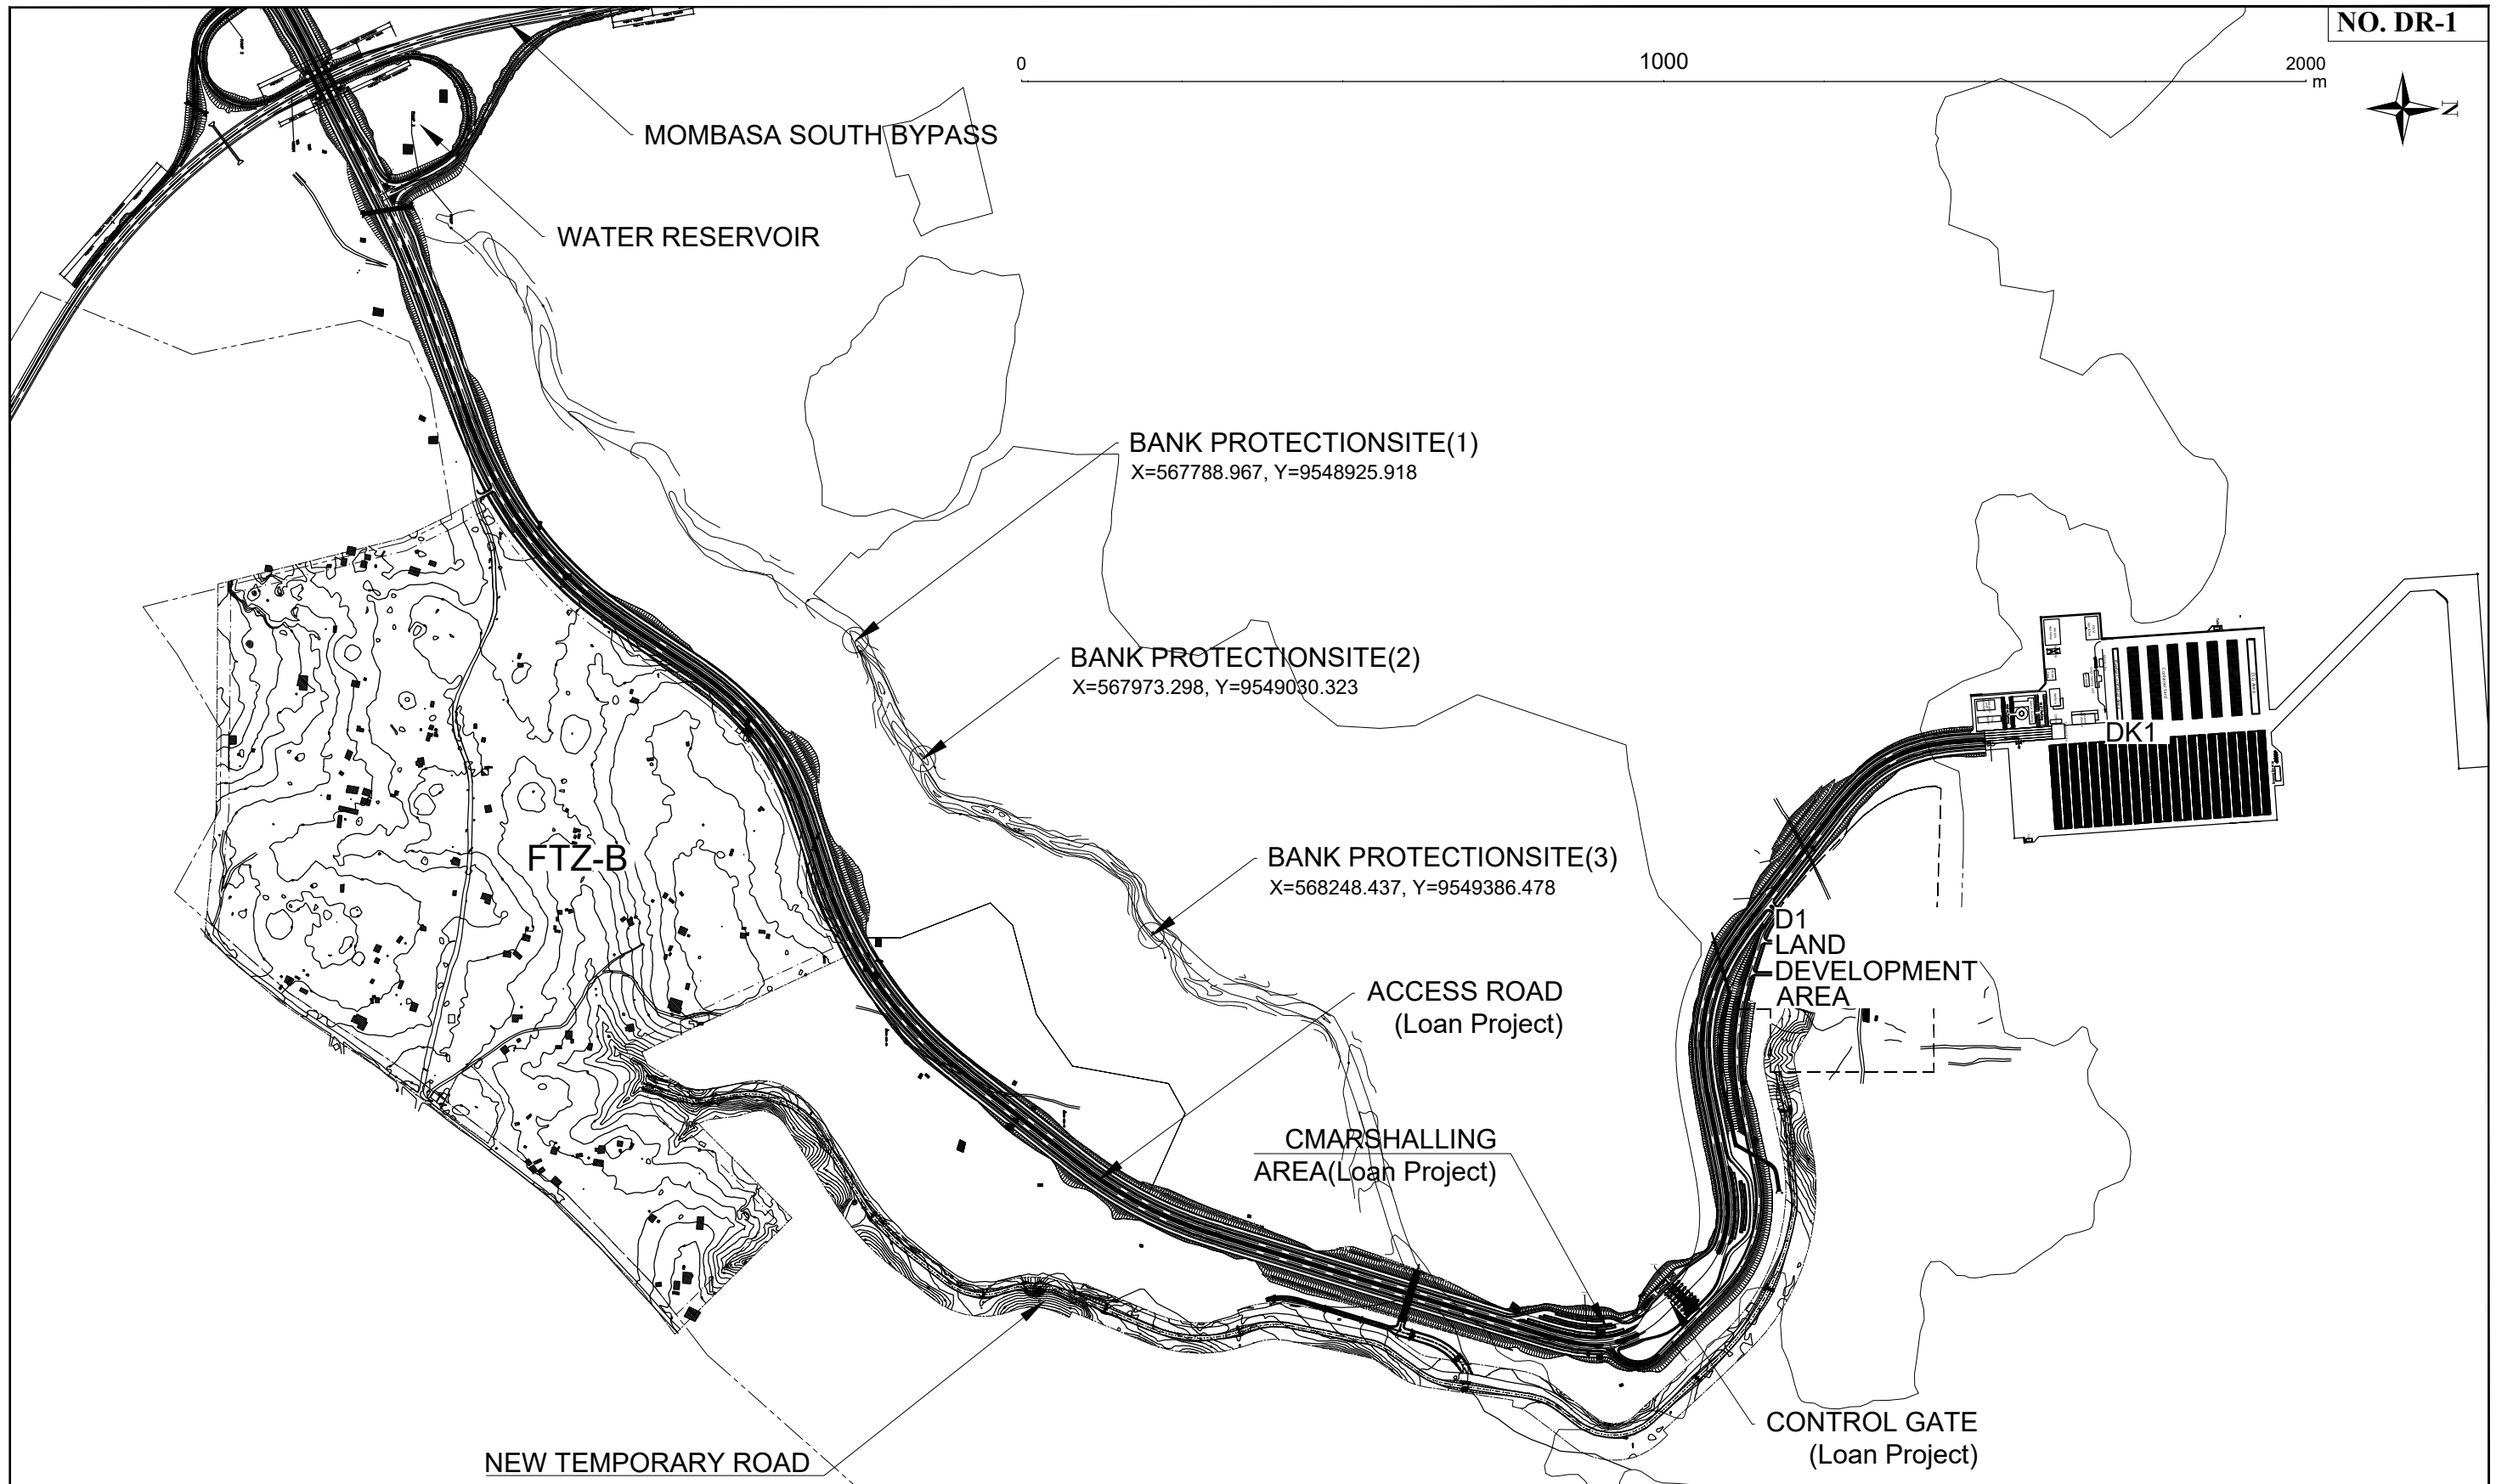 NO. DR-1
0
1000
2000
m
N
MOMBASA SOUTH BYPASS
WATER RESERVOIR
BANK PROTECTIONSITE(1)
X=567788.967, Y=9548925.918
BANK PROTECTIONSITE(2)
X=567973.298, Y=9549030.323
DK1
FTZ-B
BANK PROTECTIONSITE(3)
X=568248.437, Y=9549386.478
D1
LAND
DEVELOPMENT
AREA
ACCESS ROAD
(Loan Project)
CMARSHALLING
AREA(Loan Project)
CONTROL GATE
(Loan Project)
NEW TEMPORARY ROAD